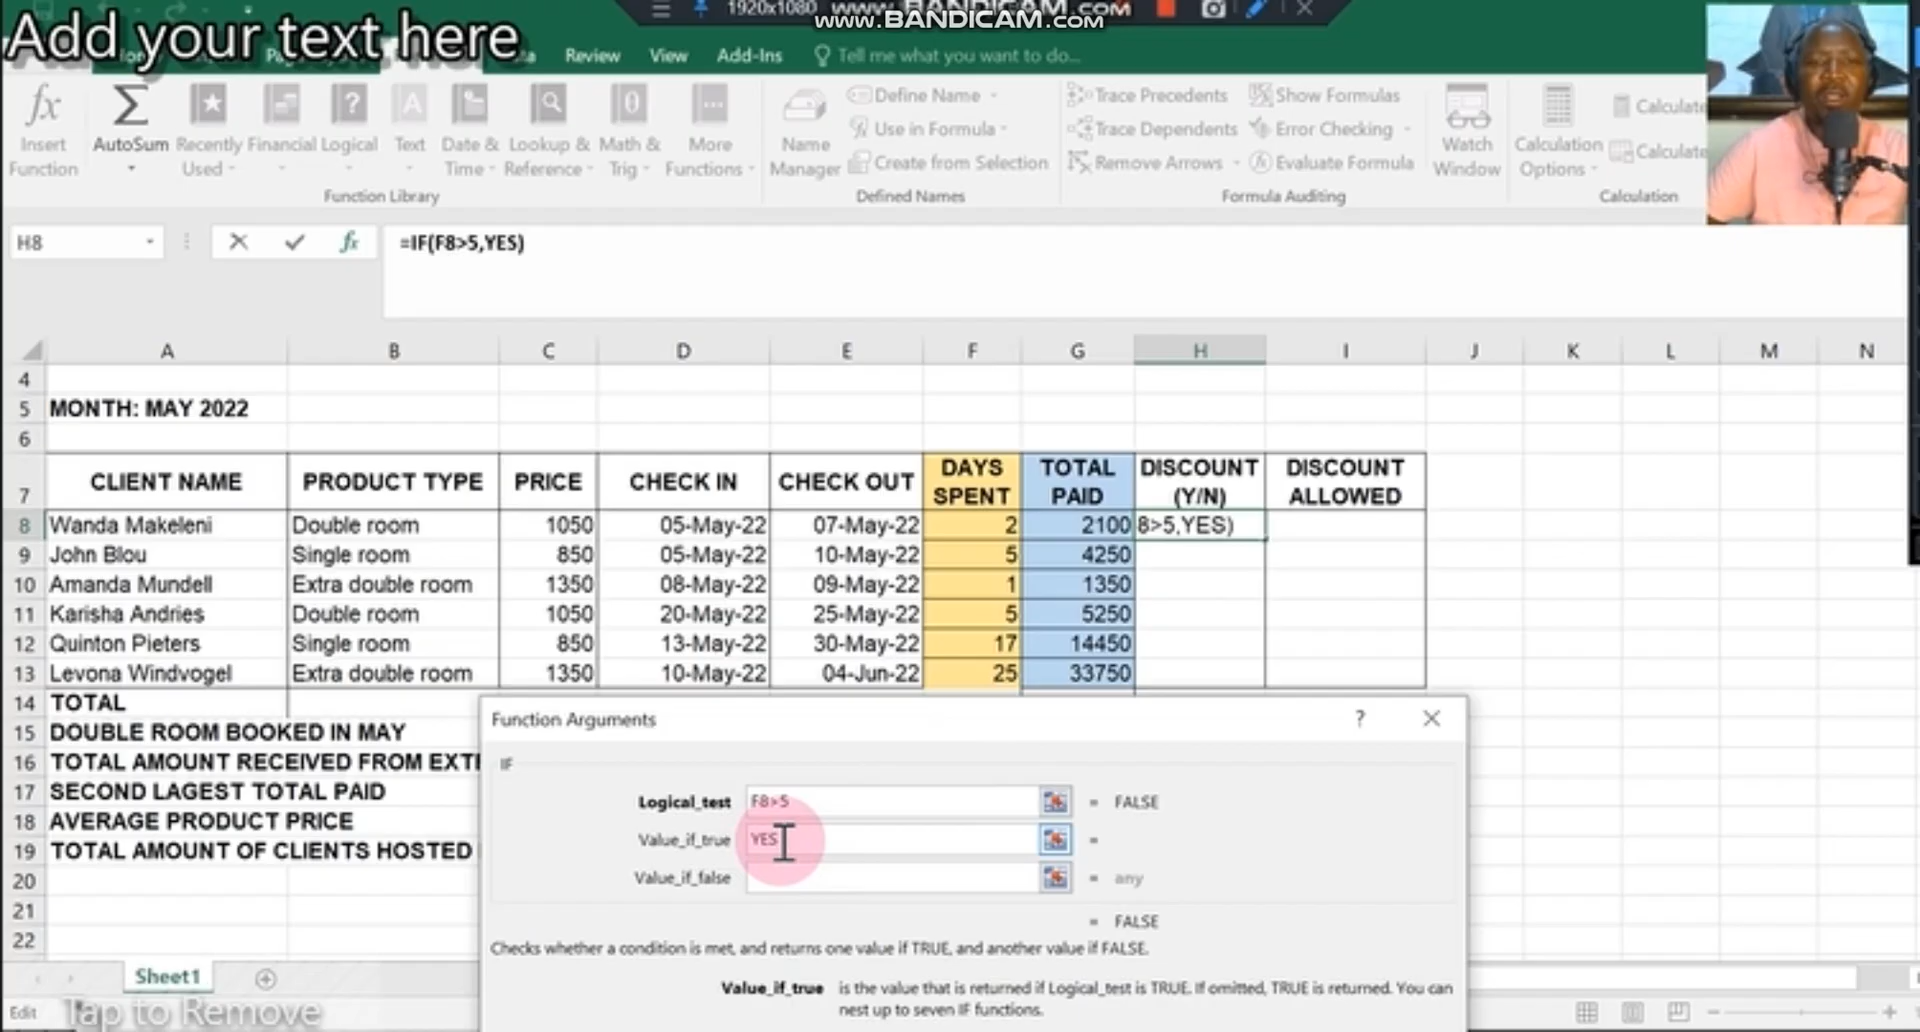 1920x1080
www.BANDICAM.com
Add your text here
Review View Add-Ins Tell me what you want to do...
fx Insert Function
AutoSum
Recently Used
Financial
Logical
Text
Date & Time
Lookup & Reference
Math & Trig
More Functions
Function Library
Name Manager
Define Name
Use in Formula
Create from Selection
Defined Names
Trace Precedents
Trace Dependents
Remove Arrows
Show Formulas
Error Checking
Evaluate Formula
Formula Auditing
Watch Window
Calculation Options
Calculate
Calculate
Calculation
H8 fx =IF(F8>5,YES)
A B C D E F G H I J K L M N
4
5 MONTH: MAY 2022
6
7 CLIENT NAME PRODUCT TYPE PRICE CHECK IN CHECK OUT DAYS SPENT TOTAL PAID DISCOUNT (Y/N) DISCOUNT ALLOWED
8 Wanda Makeleni Double room 1050 05-May-22 07-May-22 2 2100 8>5,YES)
9 John Blou Single room 850 05-May-22 10-May-22 5 4250
10 Amanda Mundell Extra double room 1350 08-May-22 09-May-22 1 1350
11 Karisha Andries Double room 1050 20-May-22 25-May-22 5 5250
12 Quinton Pieters Single room 850 13-May-22 30-May-22 17 14450
13 Levona Windvogel Extra double room 1350 10-May-22 04-Jun-22 25 33750
14 TOTAL
15 DOUBLE ROOM BOOKED IN MAY
16 TOTAL AMOUNT RECEIVED FROM EXT
17 SECOND LAGEST TOTAL PAID
18 AVERAGE PRODUCT PRICE
19 TOTAL AMOUNT OF CLIENTS HOSTED
20
21
22
Function Arguments ?
IF
Logical_test F8>5 = FALSE
Value_if_true YES =
Value_if_false = any
= FALSE
Checks whether a condition is met, and returns one value if TRUE, and another value if FALSE.
Value_if_true is the value that is returned if Logical_test is TRUE. If omitted, TRUE is returned. You can
nest up to seven IF functions.
Sheet1
Edit
Tap to Remove